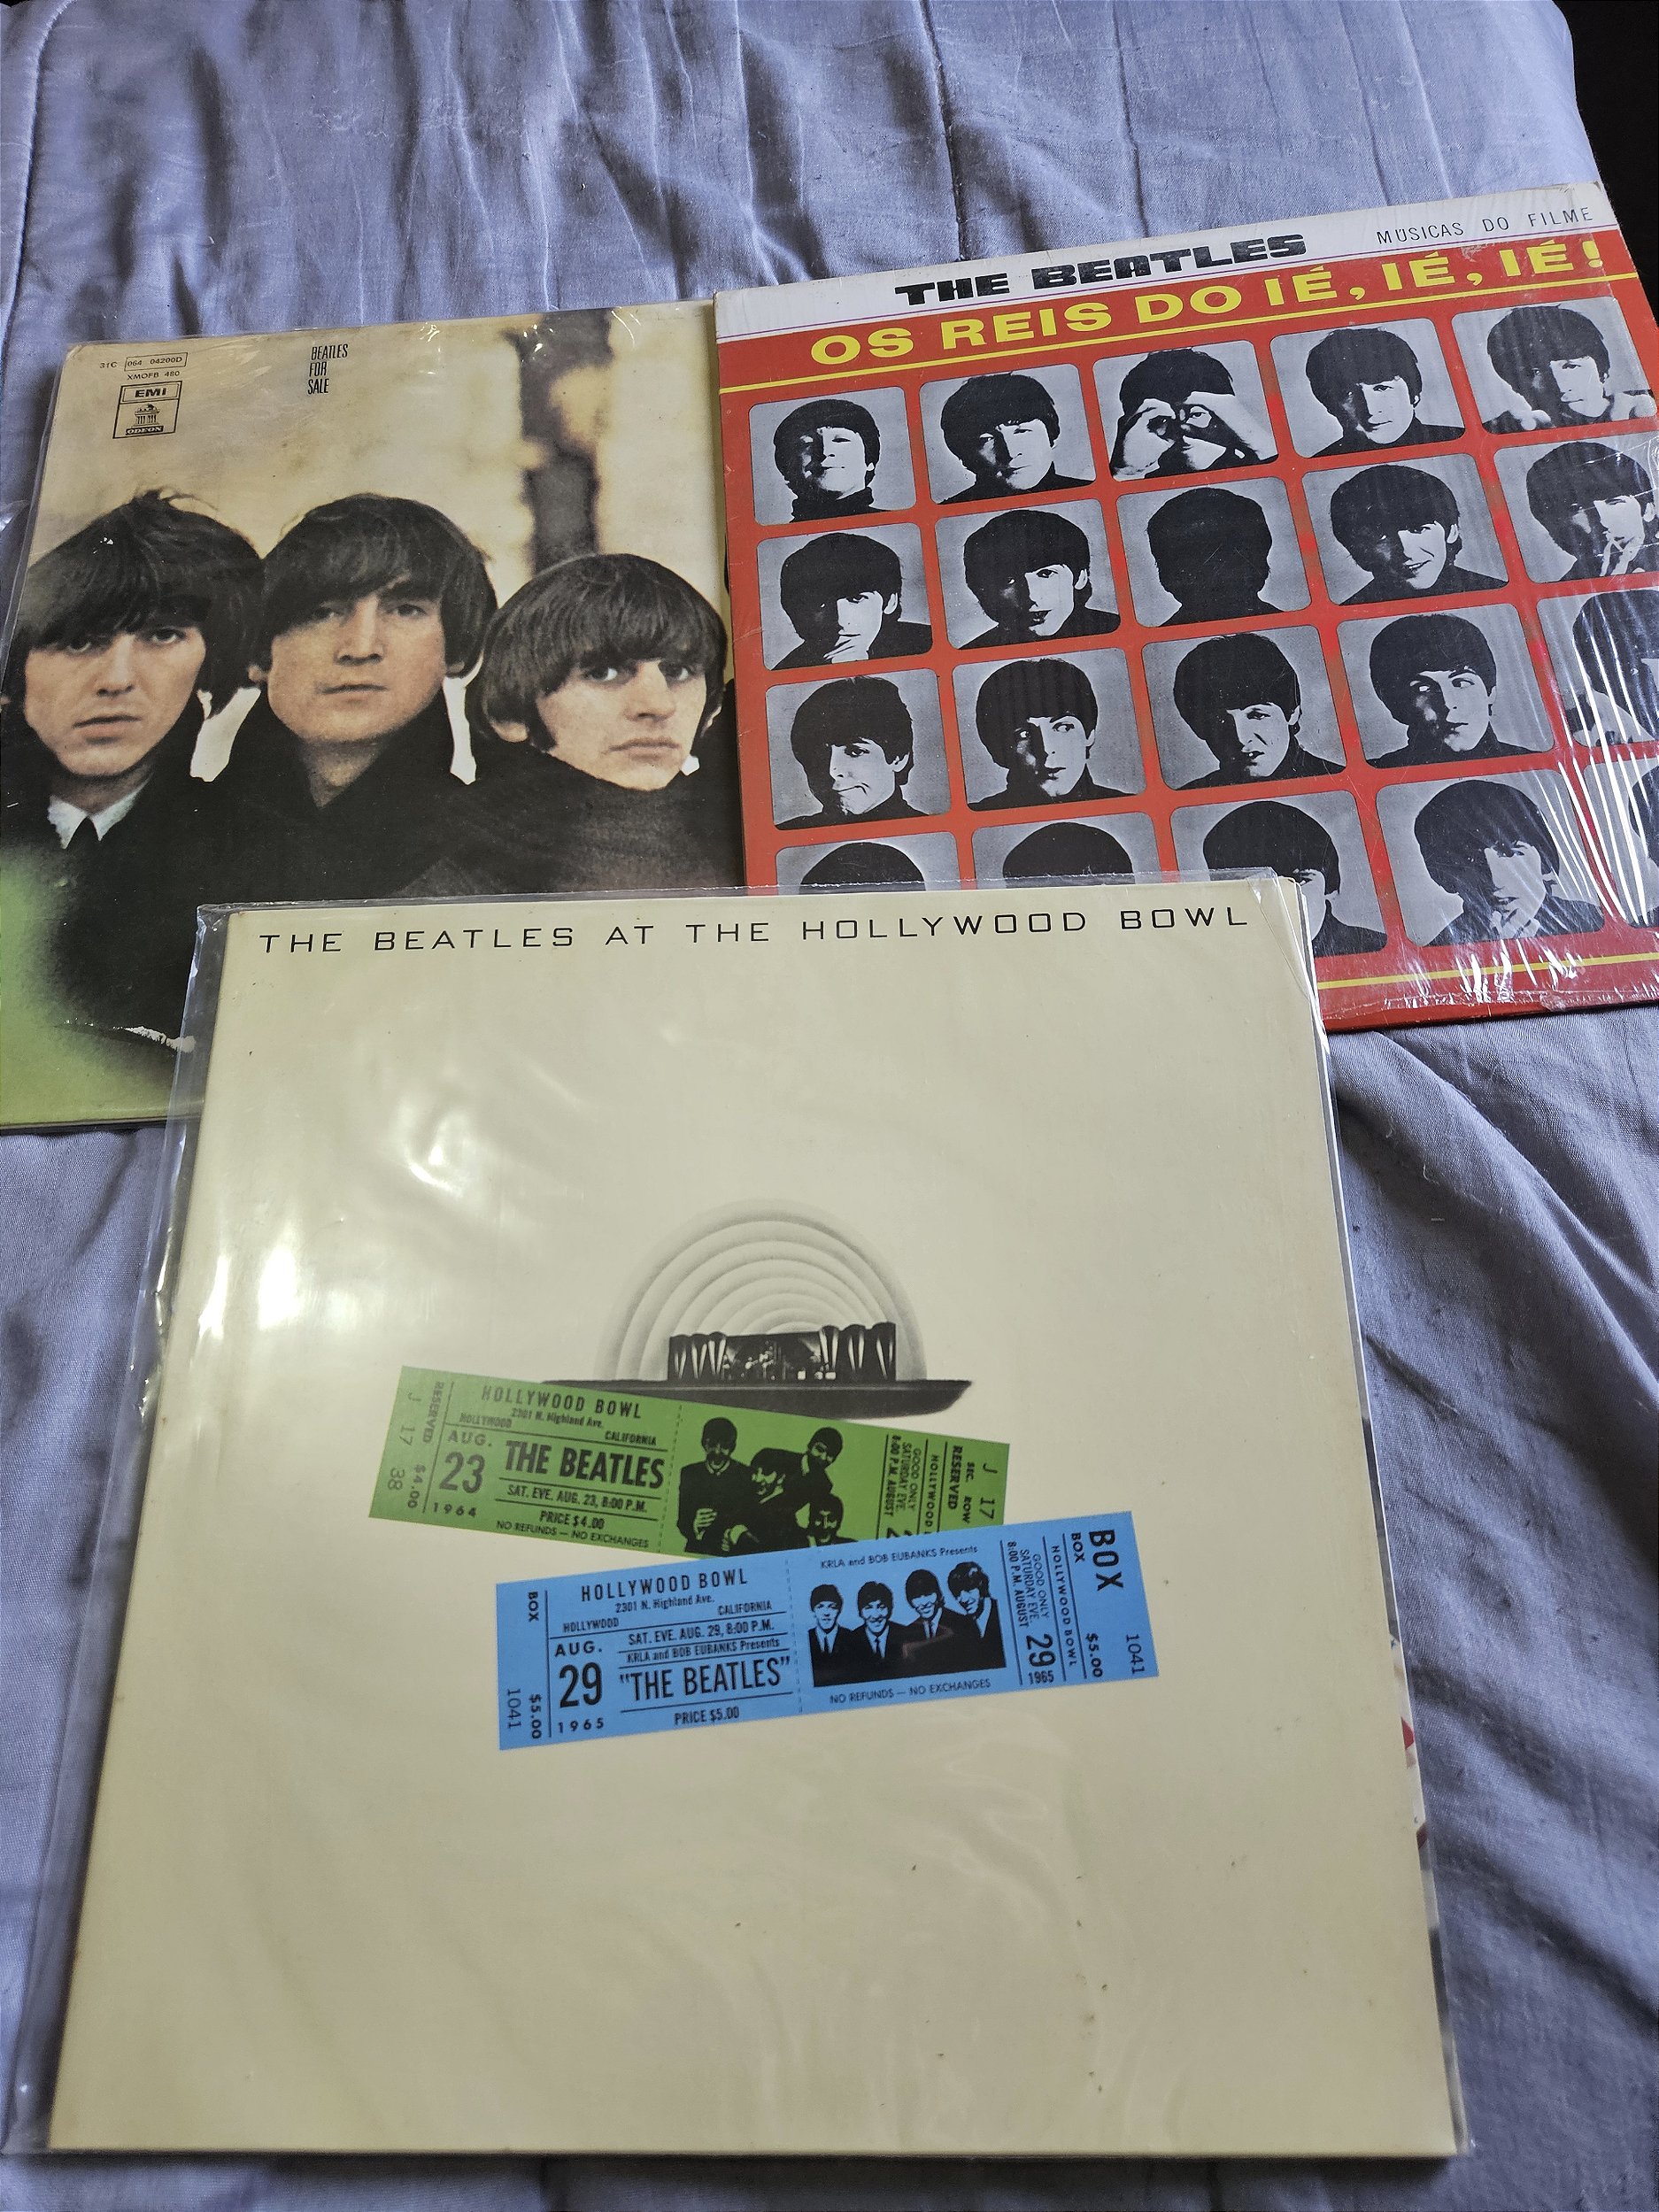 31C 064 04200D
XMOFB 480
EMI
ODEON
BEATLES
FOR
SALE
THE BEATLES MÚSICAS DO FILME
OS REIS DO IÉ, IÉ, IÉ!
THE BEATLES AT THE HOLLYWOOD BOWL
J 17 38
RESERVED $4.00
HOLLYWOOD BOWL
2301 N. Highland Ave.
HOLLYWOOD CALIFORNIA
AUG.
23
1964
THE BEATLES
SAT. EVE. AUG. 23, 8:00 P.M.
PRICE $4.00
NO REFUNDS — NO EXCHANGES
8:00 P.M. AUGUST
SATURDAY EVE.
GOOD ONLY
HOLLYWOOD
RESERVED
SEC. ROW
J 17
BOX $5.00
1041
HOLLYWOOD BOWL
2301 N. Highland Ave.
HOLLYWOOD CALIFORNIA
AUG.
29
1965
SAT. EVE. AUG. 29, 8:00 P.M.
KRLA and BOB EUBANKS Presents
"THE BEATLES"
PRICE $5.00
KRLA and BOB EUBANKS Presents
NO REFUNDS — NO EXCHANGES
8:00 P.M. AUGUST
SATURDAY EVE.
GOOD ONLY
29
1965
HOLLYWOOD BOWL
BOX $5.00
BOX
1041